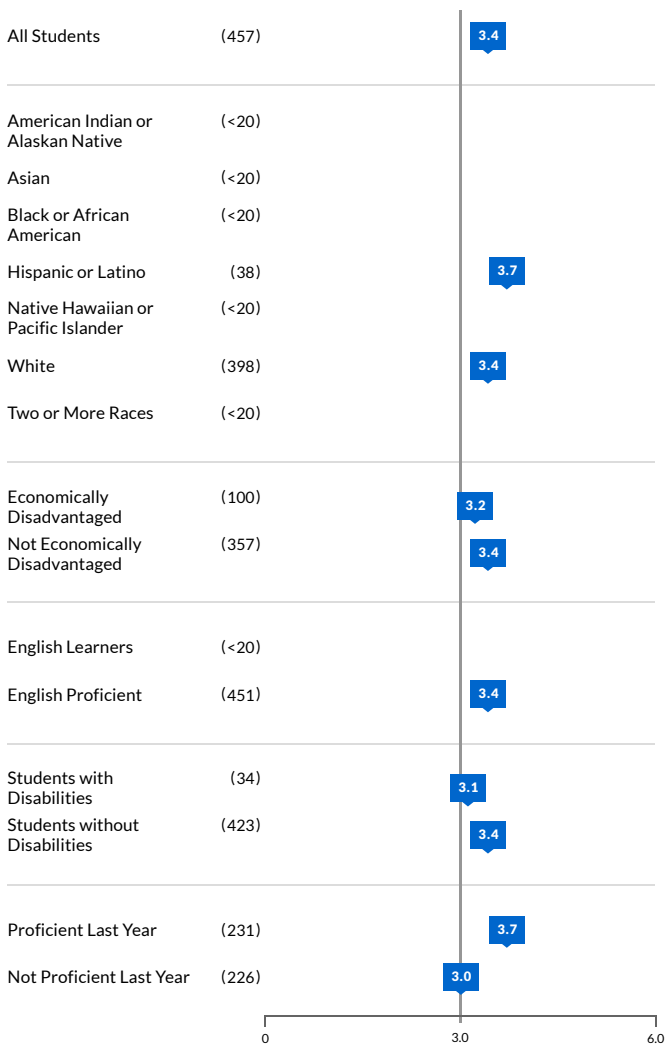 All Students (457) 3.4
American Indian or (<20)
Alaskan Native
Asian (<20)
Black or African (<20)
American
Hispanic or Latino (38) 3.7
Native Hawaiian or (<20)
Pacific Islander
White (398) 3.4
Two or More Races (<20)
Economically (100) 3.2
Disadvantaged
Not Economically (357) 3.4
Disadvantaged
English Learners (<20)
English Proficient (451) 3.4
Students with (34) 3.1
Disabilities
Students without (423) 3.4
Disabilities
Proficient Last Year (231) 3.7
Not Proficient Last Year (226) 3.0
0 3.0 6.0